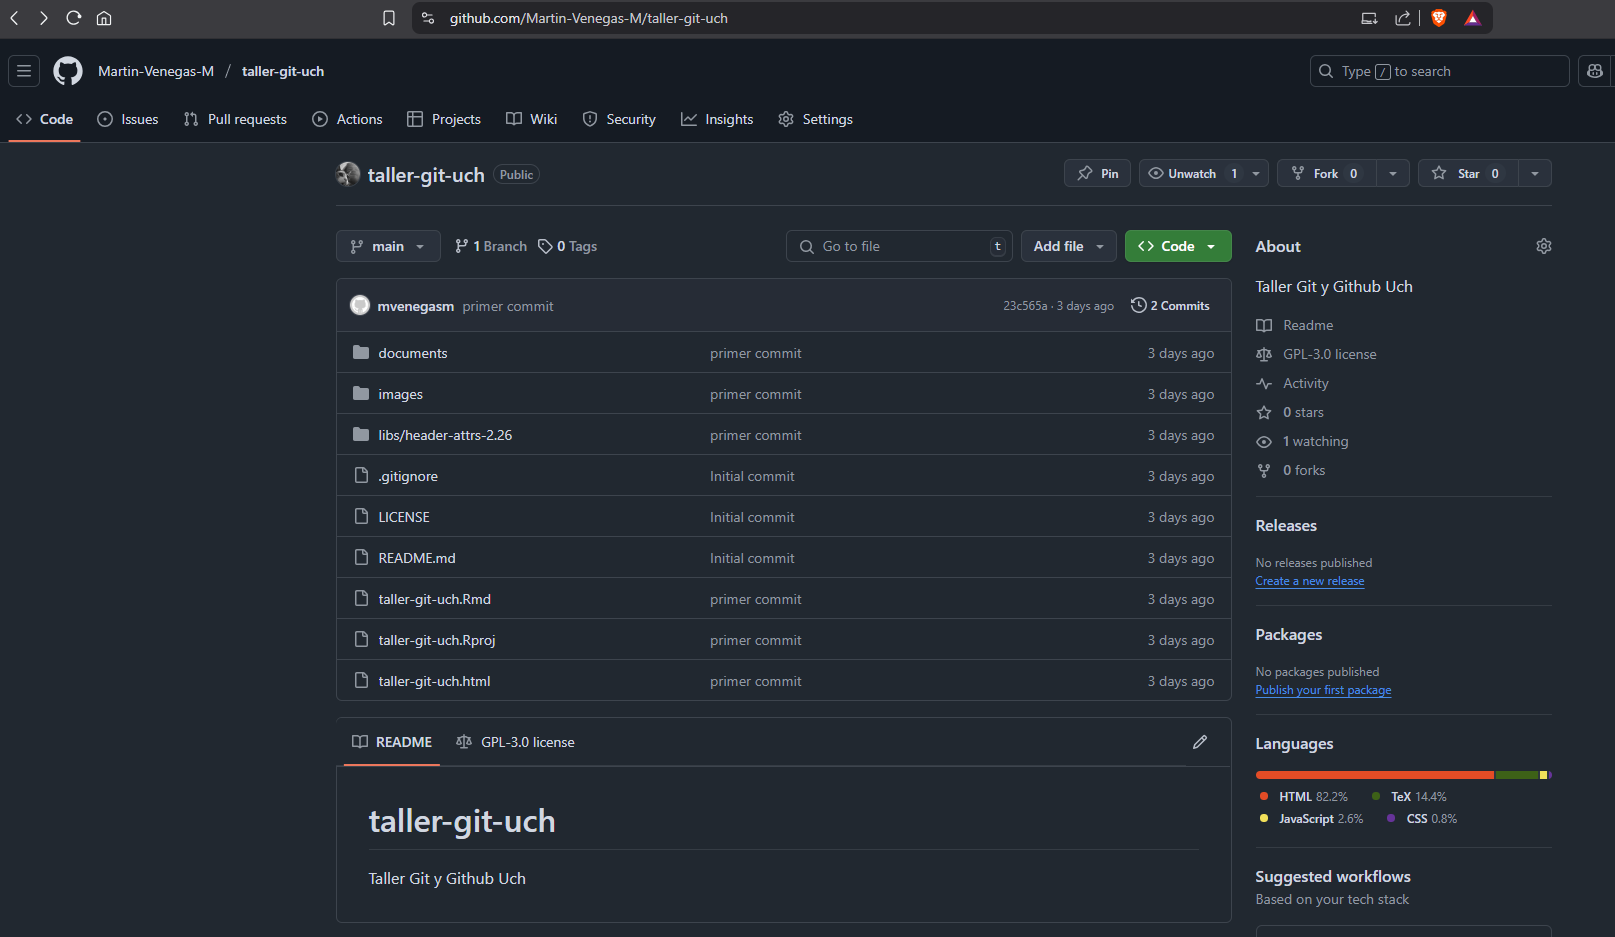 github.com/Martin-Venegas-M/taller-git-uch
Martin-Venegas-M / taller-git-uch
Type / to search
Code Issues Pull requests Actions Projects Wiki Security Insights Settings
taller-git-uch Public
Pin Unwatch 1 Fork 0 Star 0
main 1 Branch 0 Tags
Go to file t Add file Code
mvenegasm primer commit 23c565a · 3 days ago 2 Commits
documents primer commit 3 days ago
images primer commit 3 days ago
libs/header-attrs-2.26 primer commit 3 days ago
.gitignore Initial commit 3 days ago
LICENSE Initial commit 3 days ago
README.md Initial commit 3 days ago
taller-git-uch.Rmd primer commit 3 days ago
taller-git-uch.Rproj primer commit 3 days ago
taller-git-uch.html primer commit 3 days ago
README GPL-3.0 license
taller-git-uch
Taller Git y Github Uch
About
Taller Git y Github Uch
Readme
GPL-3.0 license
Activity
0 stars
1 watching
0 forks
Releases
No releases published
Create a new release
Packages
No packages published
Publish your first package
Languages
HTML 82.2% TeX 14.4%
JavaScript 2.6% CSS 0.8%
Suggested workflows
Based on your tech stack